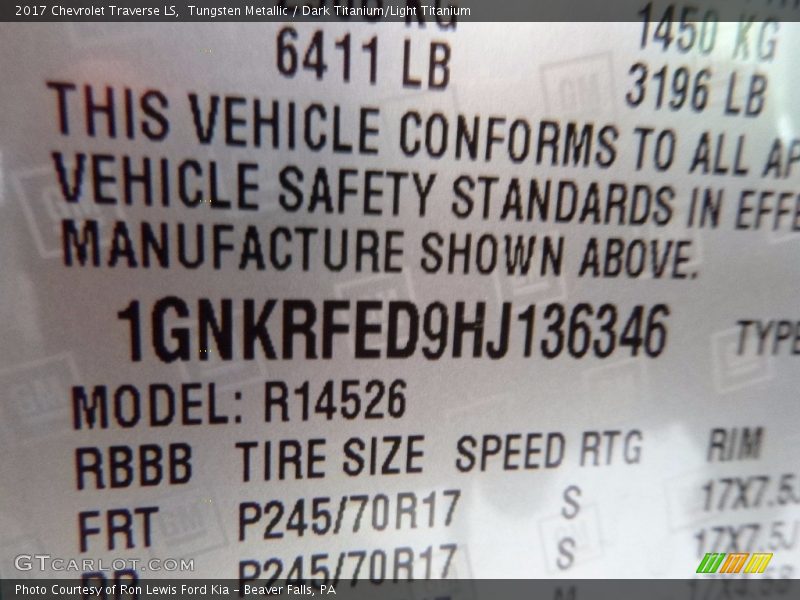 2017 Chevrolet Traverse LS, Tungsten Metallic / Dark Titanium/Light Titanium
KG 1450 KG
6411 LB 3196 LB
THIS VEHICLE CONFORMS TO ALL AP
VEHICLE SAFETY STANDARDS IN EFFE
MANUFACTURE SHOWN ABOVE.
1GNKRFED9HJ136346 TYPE
MODEL: R14526
RBBB TIRE SIZE SPEED RTG RIM
FRT P245/70R17 S 17X7.5J
P245/70R17 S 17X7.5J
GTCarlot.com
Photo Courtesy of Ron Lewis Ford Kia - Beaver Falls, PA